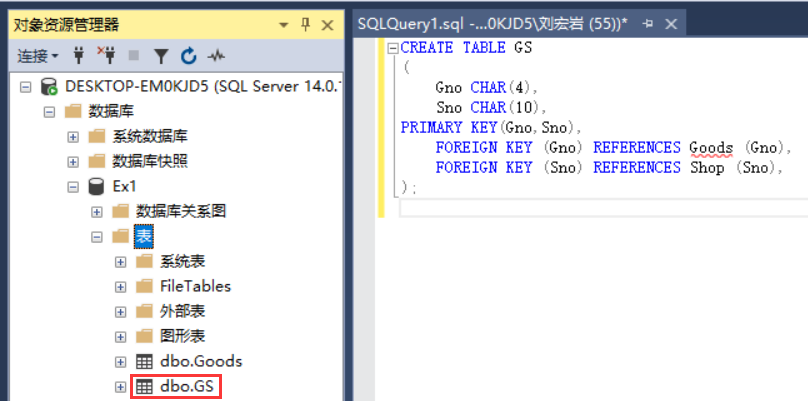 对象资源管理器
连接
DESKTOP-EM0KJD5 (SQL Server 14.0.1
数据库
系统数据库
数据库快照
Ex1
数据库关系图
表
系统表
FileTables
外部表
图形表
dbo.Goods
dbo.GS
SQLQuery1.sql -...0KJD5\刘宏岩 (55))*
CREATE TABLE GS
(
Gno CHAR(4),
Sno CHAR(10),
PRIMARY KEY(Gno,Sno),
FOREIGN KEY (Gno) REFERENCES Goods (Gno),
FOREIGN KEY (Sno) REFERENCES Shop (Sno),
);